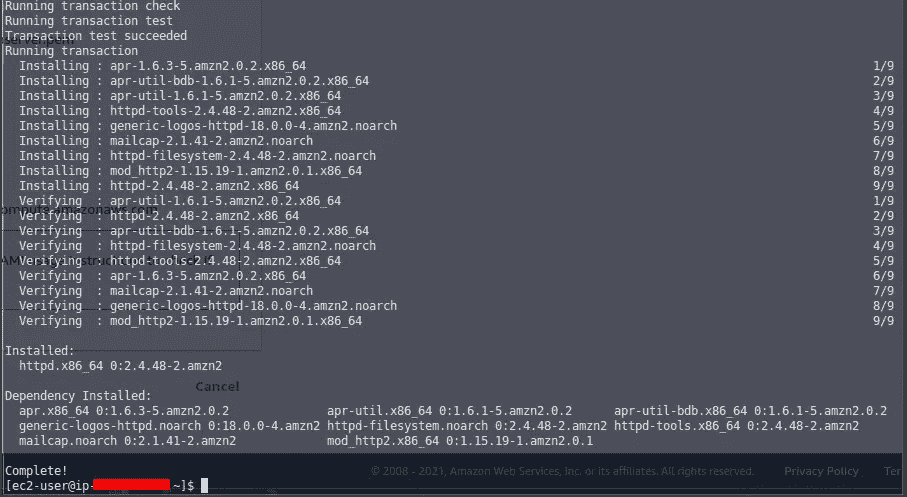 Running transaction check
Running transaction test
Transaction test succeeded
Running transaction
Installing : apr-1.6.3-5.amzn2.0.2.x86_64 1/9
Installing : apr-util-bdb-1.6.1-5.amzn2.0.2.x86_64 2/9
Installing : apr-util-1.6.1-5.amzn2.0.2.x86_64 3/9
Installing : httpd-tools-2.4.48-2.amzn2.x86_64 4/9
Installing : generic-logos-httpd-18.0.0-4.amzn2.noarch 5/9
Installing : mailcap-2.1.41-2.amzn2.noarch 6/9
Installing : httpd-filesystem-2.4.48-2.amzn2.noarch 7/9
Installing : mod_http2-1.15.19-1.amzn2.0.1.x86_64 8/9
Installing : httpd-2.4.48-2.amzn2.x86_64 9/9
Verifying : apr-util-1.6.1-5.amzn2.0.2.x86_64 1/9
Verifying : httpd-2.4.48-2.amzn2.x86_64 2/9
Verifying : apr-util-bdb-1.6.1-5.amzn2.0.2.x86_64 3/9
Verifying : httpd-filesystem-2.4.48-2.amzn2.noarch 4/9
Verifying : httpd-tools-2.4.48-2.amzn2.x86_64 5/9
Verifying : apr-1.6.3-5.amzn2.0.2.x86_64 6/9
Verifying : mailcap-2.1.41-2.amzn2.noarch 7/9
Verifying : generic-logos-httpd-18.0.0-4.amzn2.noarch 8/9
Verifying : mod_http2-1.15.19-1.amzn2.0.1.x86_64 9/9
Installed:
httpd.x86_64 0:2.4.48-2.amzn2
Cancel
Dependency Installed:
apr.x86_64 0:1.6.3-5.amzn2.0.2 apr-util.x86_64 0:1.6.1-5.amzn2.0.2 apr-util-bdb.x86_64 0:1.6.1-5.amzn2.0.2
generic-logos-httpd.noarch 0:18.0.0-4.amzn2 httpd-filesystem.noarch 0:2.4.48-2.amzn2 httpd-tools.x86_64 0:2.4.48-2.amzn2
mailcap.noarch 0:2.1.41-2.amzn2 mod_http2.x86_64 0:1.15.19-1.amzn2.0.1
Complete! © 2008 - 2021, Amazon Web Services, Inc. or its affiliates. All rights reserved. Privacy Policy Ter
[ec2-user@ip- ~]$